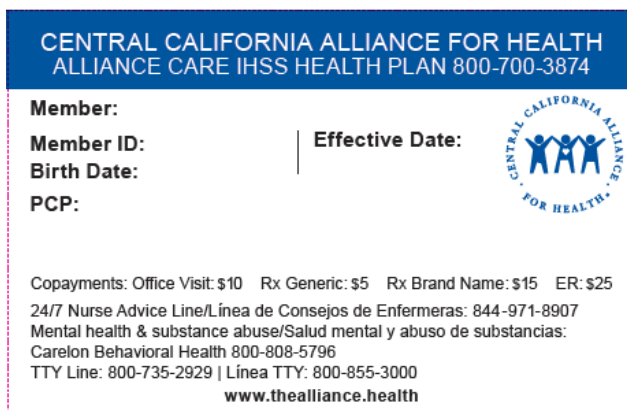 CENTRAL CALIFORNIA ALLIANCE FOR HEALTH
ALLIANCE CARE IHSS HEALTH PLAN 800-700-3874
Member:
Member ID:
Effective Date:
Birth Date:
PCP:
· CENTRAL CALIFORNIA ALLIANCE ·
FOR HEALTH.
Copayments: Office Visit: $10 Rx Generic: $5 Rx Brand Name: $15 ER: $25
24/7 Nurse Advice Line/Línea de Consejos de Enfermeras: 844-971-8907
Mental health & substance abuse/Salud mental y abuso de substancias:
Carelon Behavioral Health 800-808-5796
TTY Line: 800-735-2929 | Línea TTY: 800-855-3000
www.thealliance.health